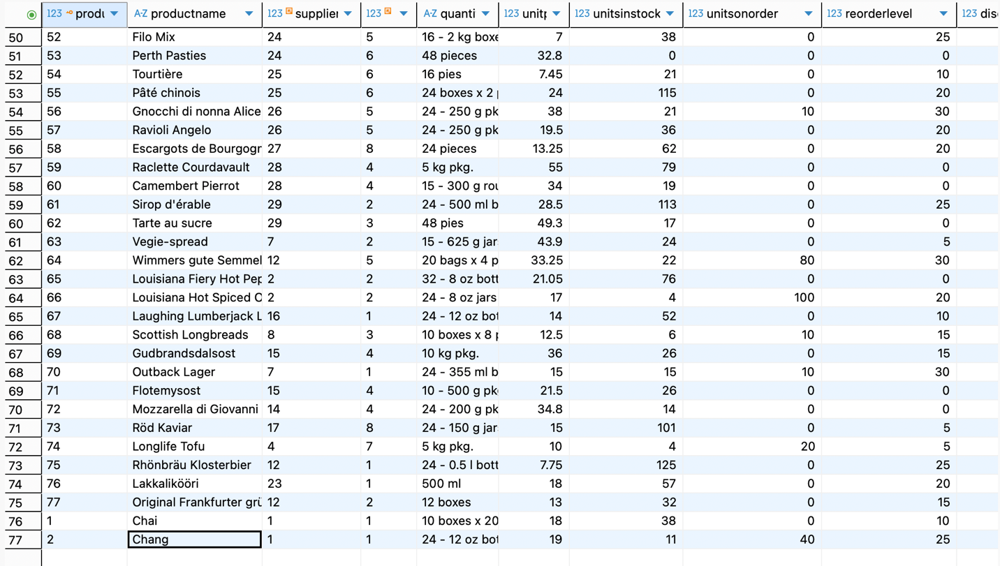 123 produ A-Z productname 123 supplier 123 A-Z quanti 123 unitp 123 unitsinstock 123 unitsonorder 123 reorderlevel 123 dis
50 52 Filo Mix 24 5 16 - 2 kg boxe 7 38 0 25
51 53 Perth Pasties 24 6 48 pieces 32.8 0 0 0
52 54 Tourtière 25 6 16 pies 7.45 21 0 10
53 55 Pâté chinois 25 6 24 boxes x 2 p 24 115 0 20
54 56 Gnocchi di nonna Alice 26 5 24 - 250 g pk 38 21 10 30
55 57 Ravioli Angelo 26 5 24 - 250 g pk 19.5 36 0 20
56 58 Escargots de Bourgogr 27 8 24 pieces 13.25 62 0 20
57 59 Raclette Courdavault 28 4 5 kg pkg. 55 79 0 0
58 60 Camembert Pierrot 28 4 15 - 300 g rou 34 19 0 0
59 61 Sirop d'érable 29 2 24 - 500 ml b 28.5 113 0 25
60 62 Tarte au sucre 29 3 48 pies 49.3 17 0 0
61 63 Vegie-spread 7 2 15 - 625 g jar 43.9 24 0 5
62 64 Wimmers gute Semmel 12 5 20 bags x 4 p 33.25 22 80 30
63 65 Louisiana Fiery Hot Pep 2 2 32 - 8 oz bott 21.05 76 0 0
64 66 Louisiana Hot Spiced O 2 2 24 - 8 oz jars 17 4 100 20
65 67 Laughing Lumberjack L 16 1 24 - 12 oz bot 14 52 0 10
66 68 Scottish Longbreads 8 3 10 boxes x 8 p 12.5 6 10 15
67 69 Gudbrandsdalsost 15 4 10 kg pkg. 36 26 0 15
68 70 Outback Lager 7 1 24 - 355 ml b 15 15 10 30
69 71 Flotemysost 15 4 10 - 500 g pk 21.5 26 0 0
70 72 Mozzarella di Giovanni 14 4 24 - 200 g pk 34.8 14 0 0
71 73 Röd Kaviar 17 8 24 - 150 g jar 15 101 0 5
72 74 Longlife Tofu 4 7 5 kg pkg. 10 4 20 5
73 75 Rhönbräu Klosterbier 12 1 24 - 0.5 l bott 7.75 125 0 25
74 76 Lakkalikööri 23 1 500 ml 18 57 0 20
75 77 Original Frankfurter grü 12 2 12 boxes 13 32 0 15
76 1 Chai 1 1 10 boxes x 20 18 38 0 10
77 2 Chang 1 1 24 - 12 oz bot 19 11 40 25